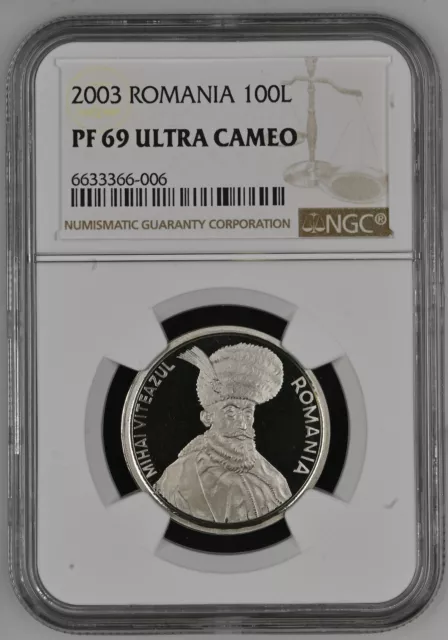 2003 ROMANIA 100L
PF 69 ULTRA CAMEO
6633366-006
NUMISMATIC GUARANTY CORPORATION
NGC®
MIHAI VITEAZUL
ROMANIA